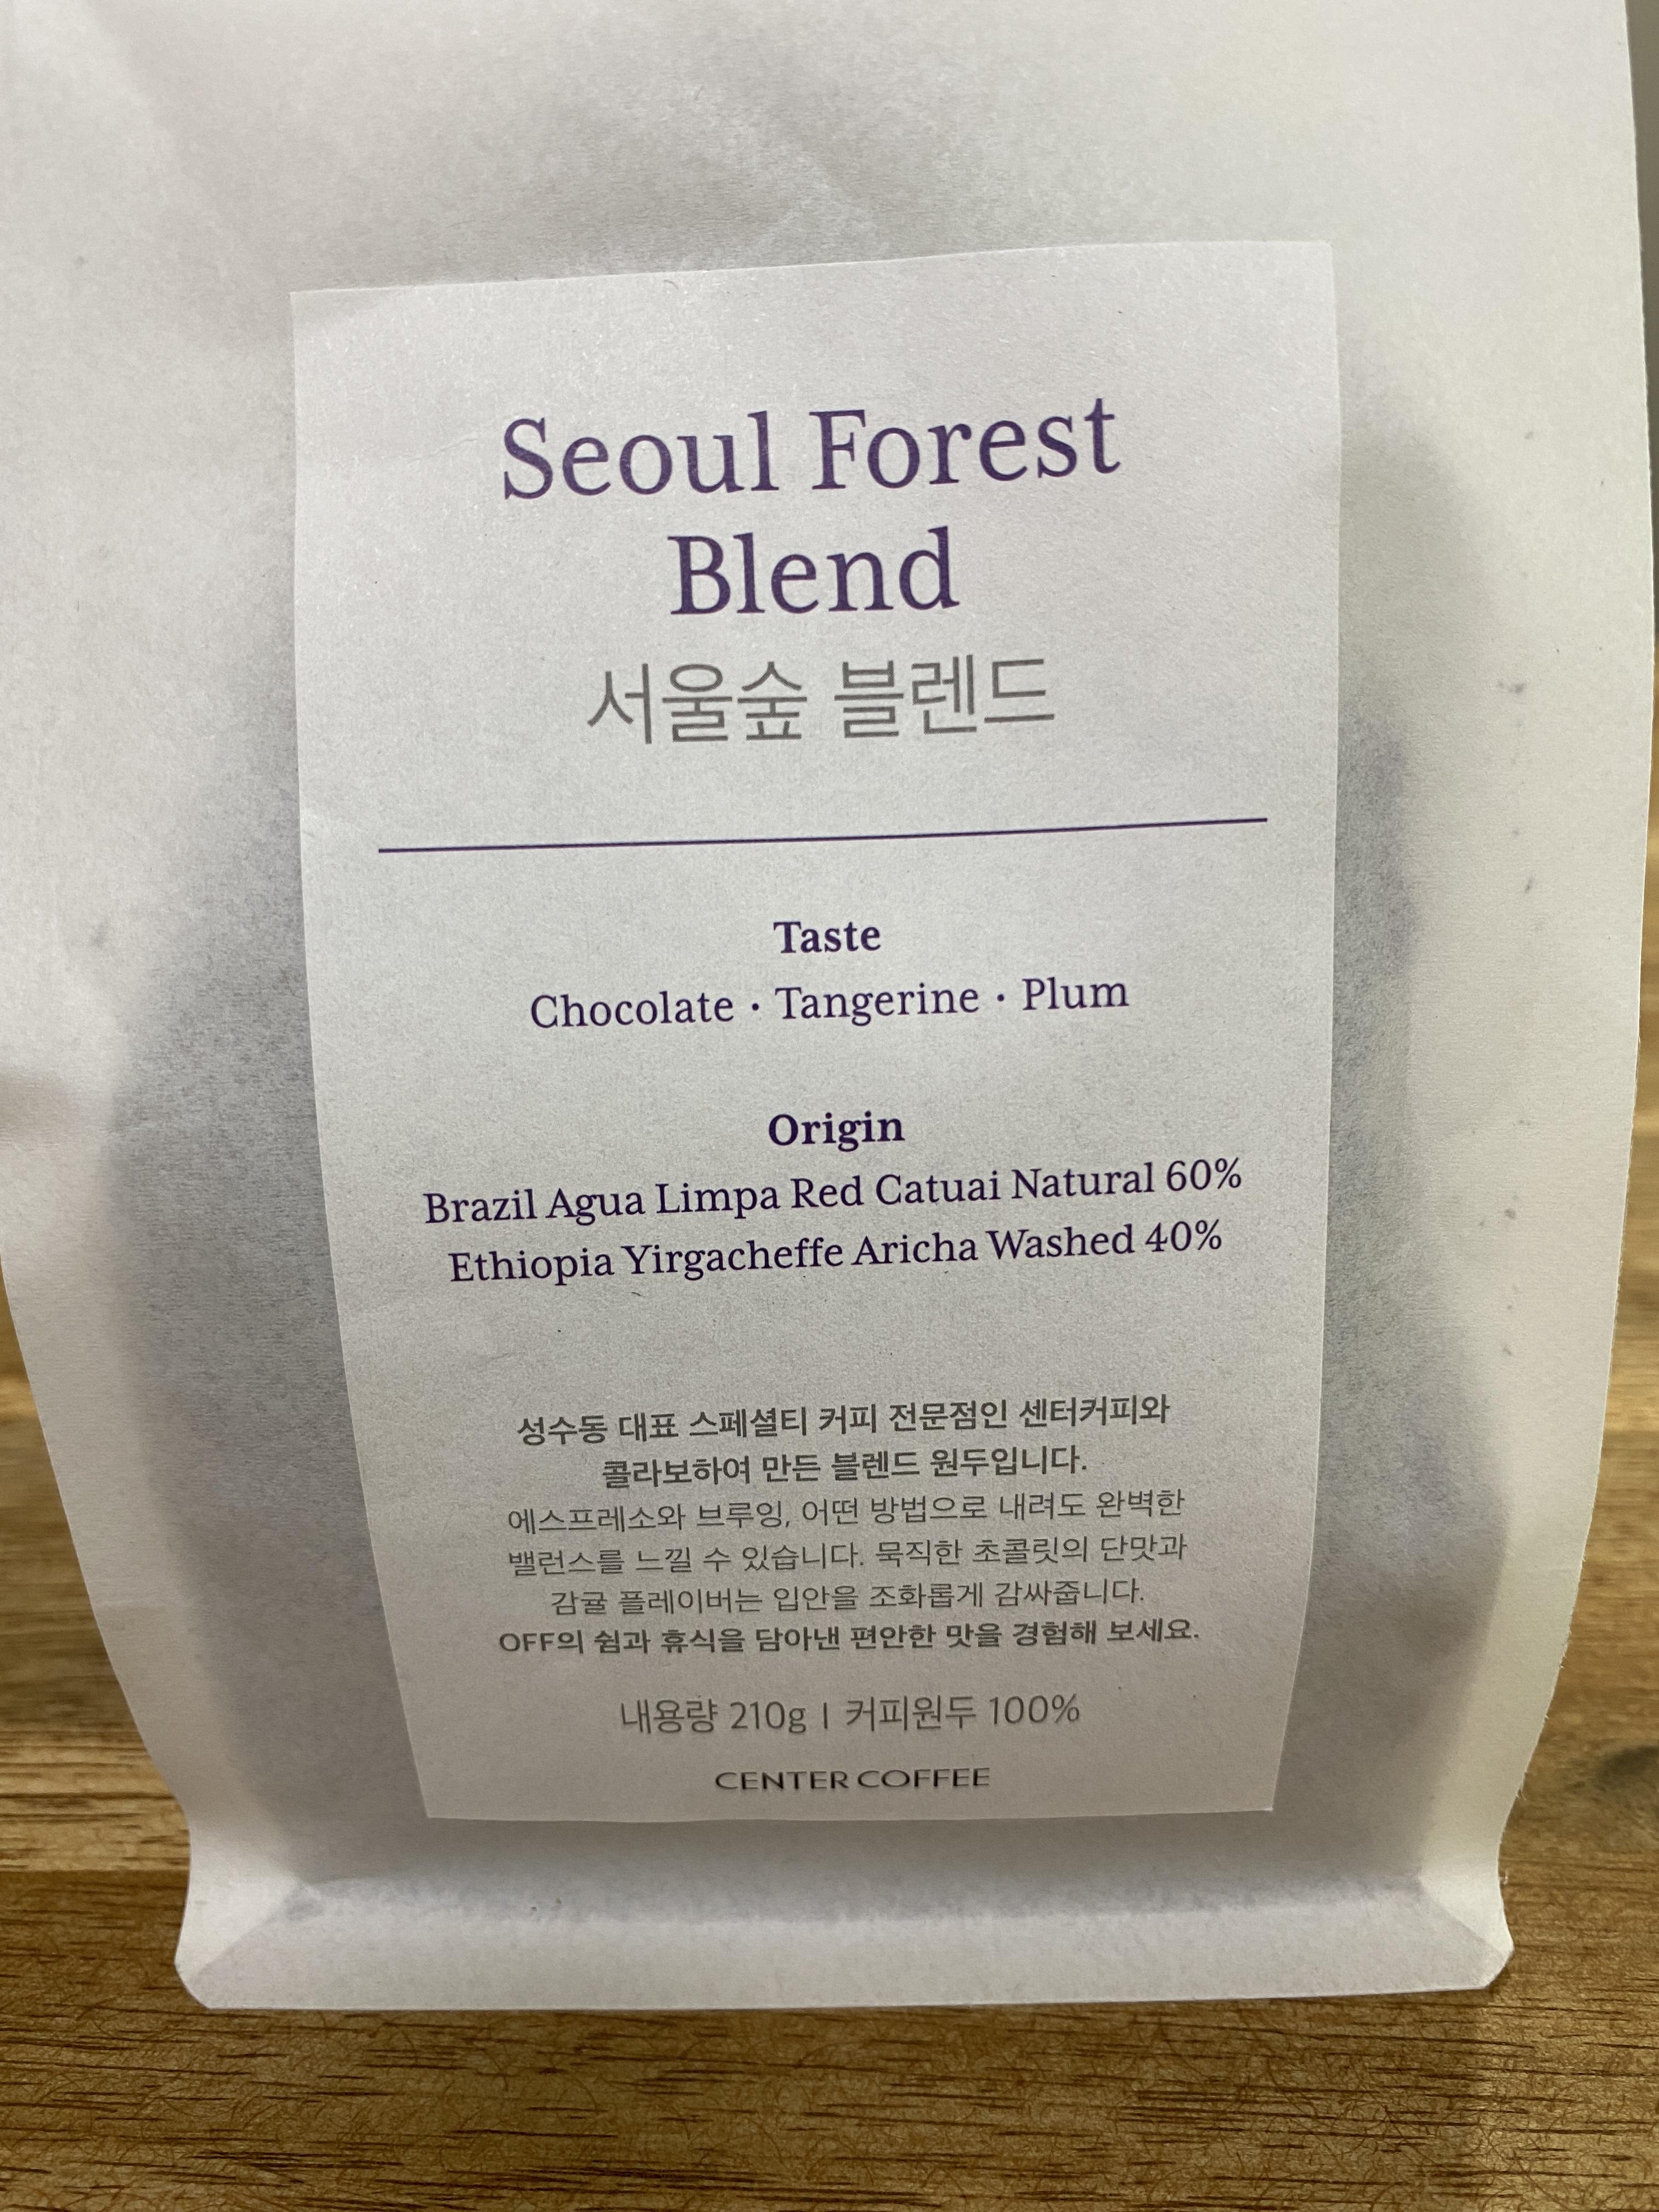 Seoul Forest
Blend
서울숲 블렌드
Taste
Chocolate · Tangerine · Plum
Origin
Brazil Agua Limpa Red Catuai Natural 60%
Ethiopia Yirgacheffe Aricha Washed 40%
성수동 대표 스페셜티 커피 전문점인 센터커피와
콜라보하여 만든 블렌드 원두입니다.
에스프레소와 브루잉, 어떤 방법으로 내려도 완벽한
밸런스를 느낄 수 있습니다. 묵직한 초콜릿의 단맛과
감귤 플레이버는 입안을 조화롭게 감싸줍니다.
OFF의 쉼과 휴식을 담아낸 편안한 맛을 경험해 보세요.
내용량 210g | 커피원두 100%
CENTER COFFEE